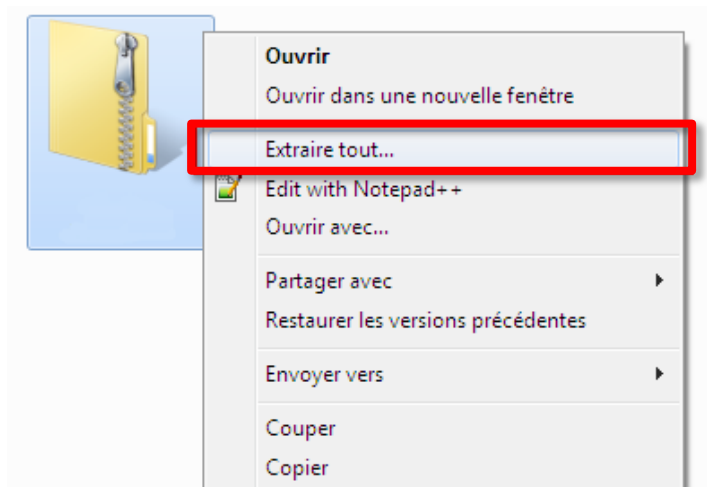 Ouvrir
Ouvrir dans une nouvelle fenêtre
Extraire tout...
Edit with Notepad++
Ouvrir avec...
Partager avec
Restaurer les versions précédentes
Envoyer vers
Couper
Copier